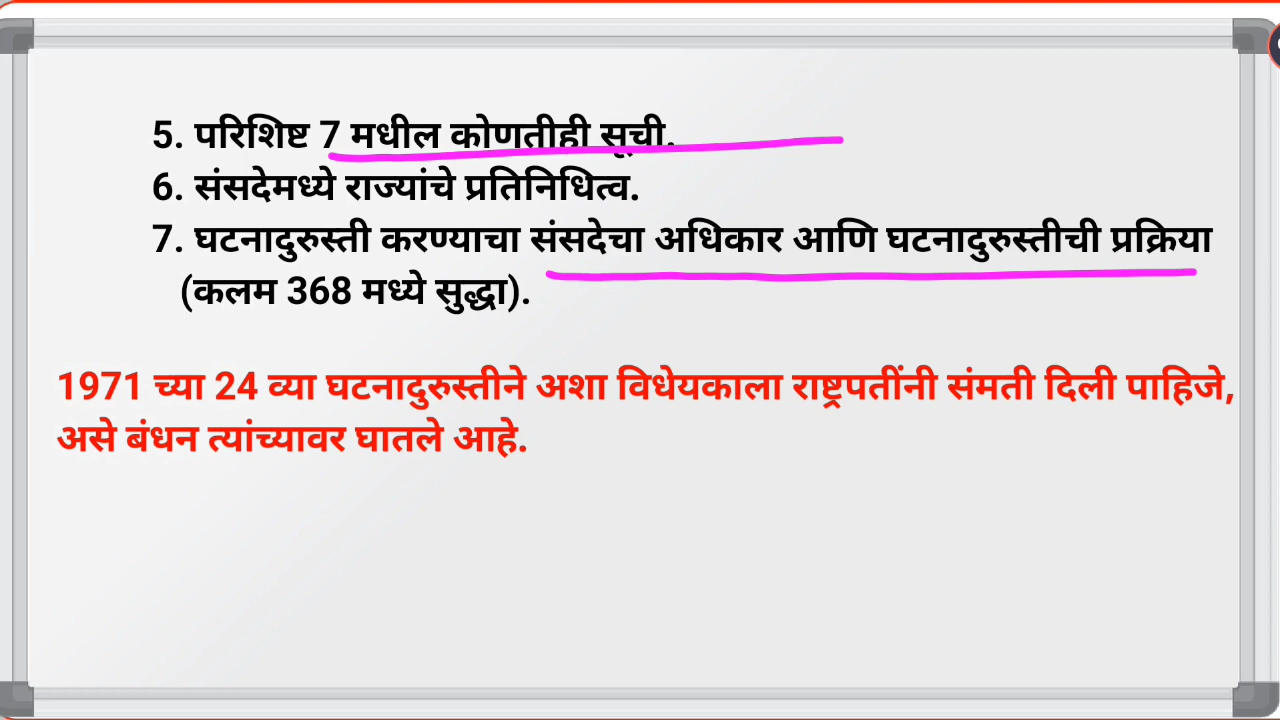 5. परिशिष्ट 7 मधील कोणतीही सूची.
6. संसदेमध्ये राज्यांचे प्रतिनिधित्व.
7. घटनादुरुस्ती करण्याचा संसदेचा अधिकार आणि घटनादुरुस्तीची प्रक्रिया
(कलम 368 मध्ये सुद्धा).
1971 च्या 24 व्या घटनादुरुस्तीने अशा विधेयकाला राष्ट्रपतींनी संमती दिली पाहिजे,
असे बंधन त्यांच्यावर घातले आहे.